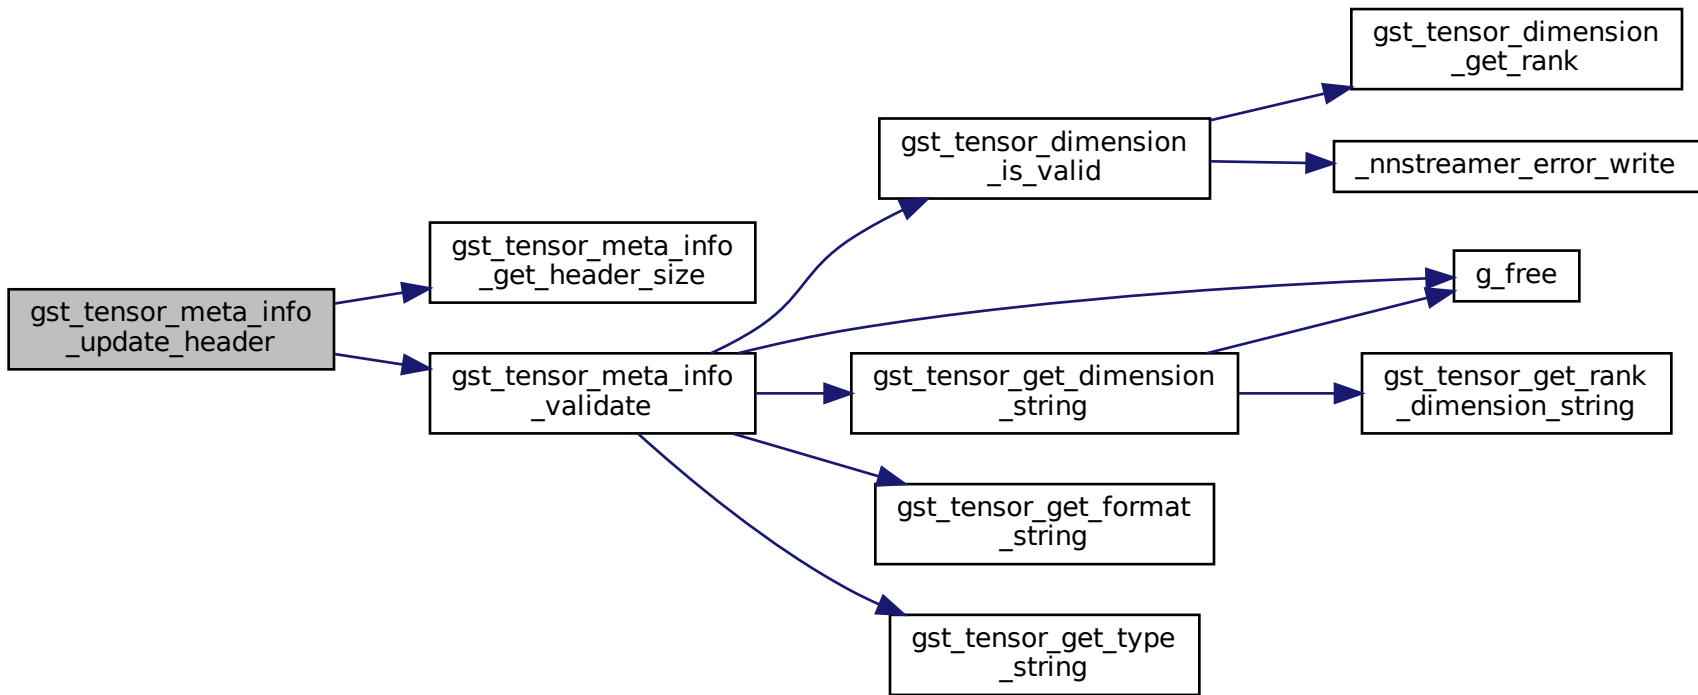 gst_tensor_meta_info
_update_header
gst_tensor_meta_info
_get_header_size
gst_tensor_meta_info
_validate
gst_tensor_dimension
_is_valid
gst_tensor_get_dimension
_string
gst_tensor_get_format
_string
gst_tensor_get_type
_string
gst_tensor_dimension
_get_rank
_nnstreamer_error_write
g_free
gst_tensor_get_rank
_dimension_string